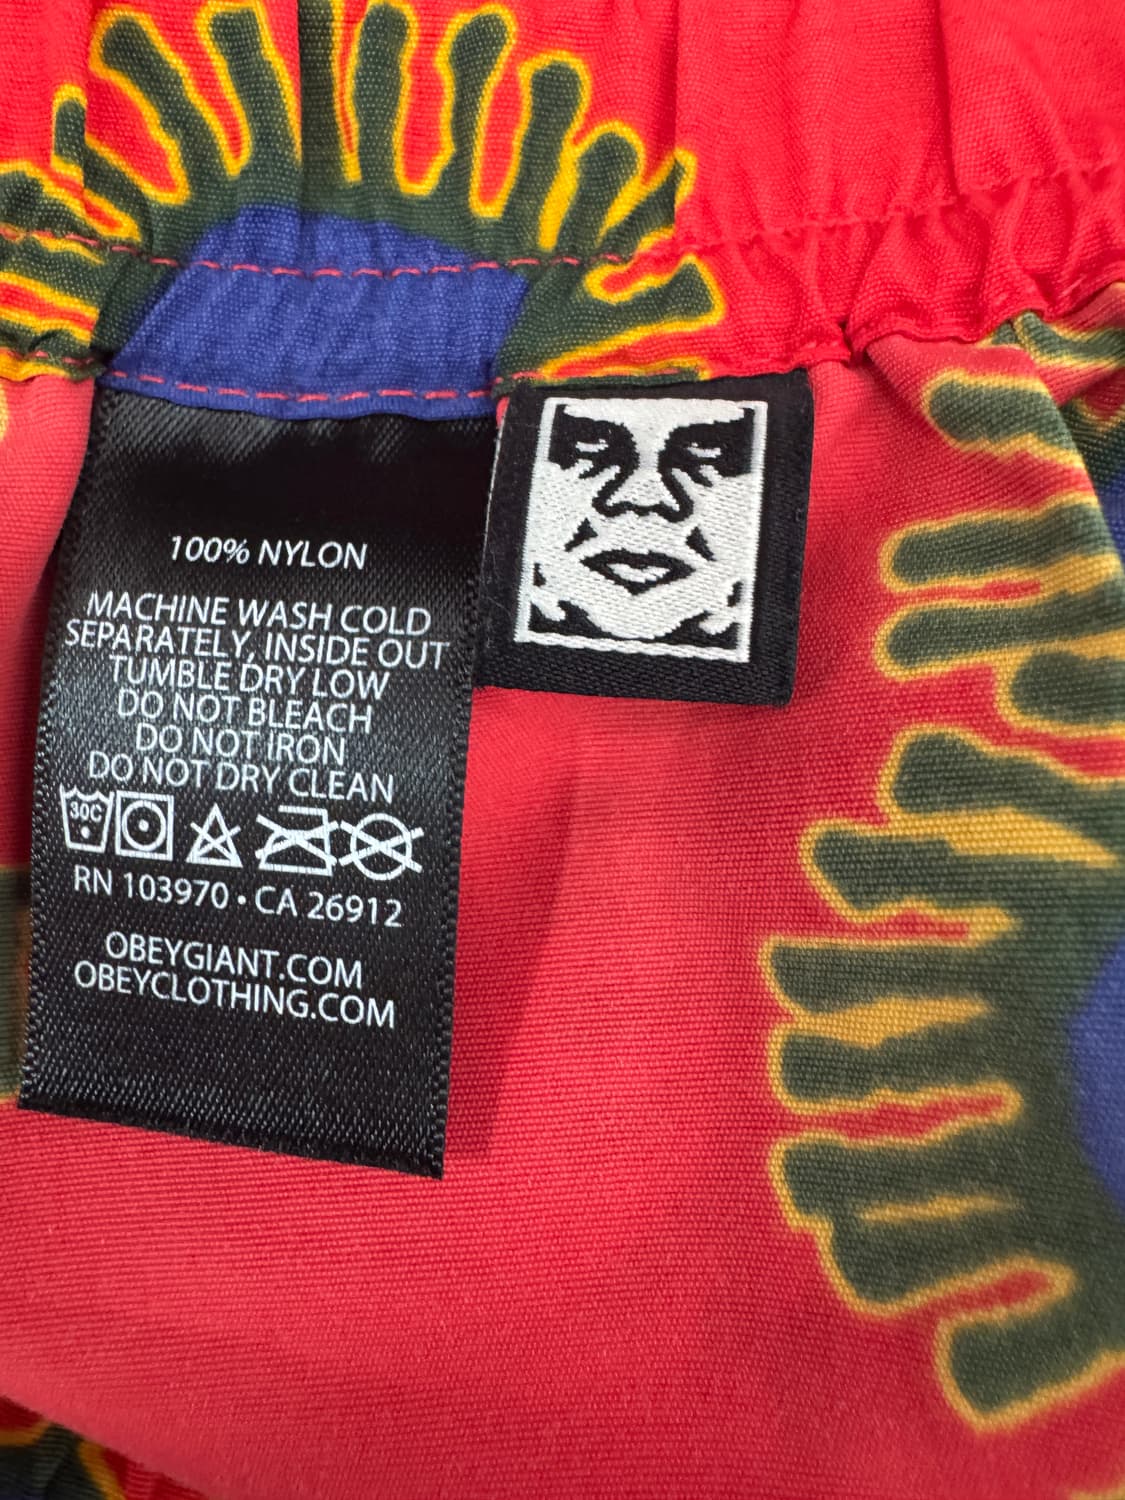 100% NYLON
MACHINE WASH COLD
SEPARATELY, INSIDE OUT
TUMBLE DRY LOW
DO NOT BLEACH
DO NOT IRON
DO NOT DRY CLEAN
30C
RN 103970 • CA 26912
OBEYGIANT.COM
OBEYCLOTHING.COM